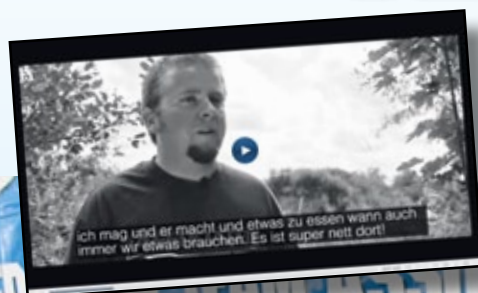 ich mag und er macht und etwas zu essen wann auch
immer wir etwas brauchen. Es ist super nett dort!